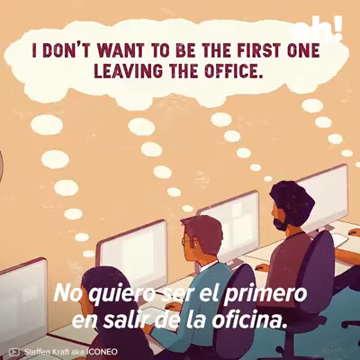 oh!
I DON'T WANT TO BE THE FIRST ONE
LEAVING THE OFFICE.
No quiero ser el primero
en salir de la oficina.
Steffen Kraft aka ICONEO